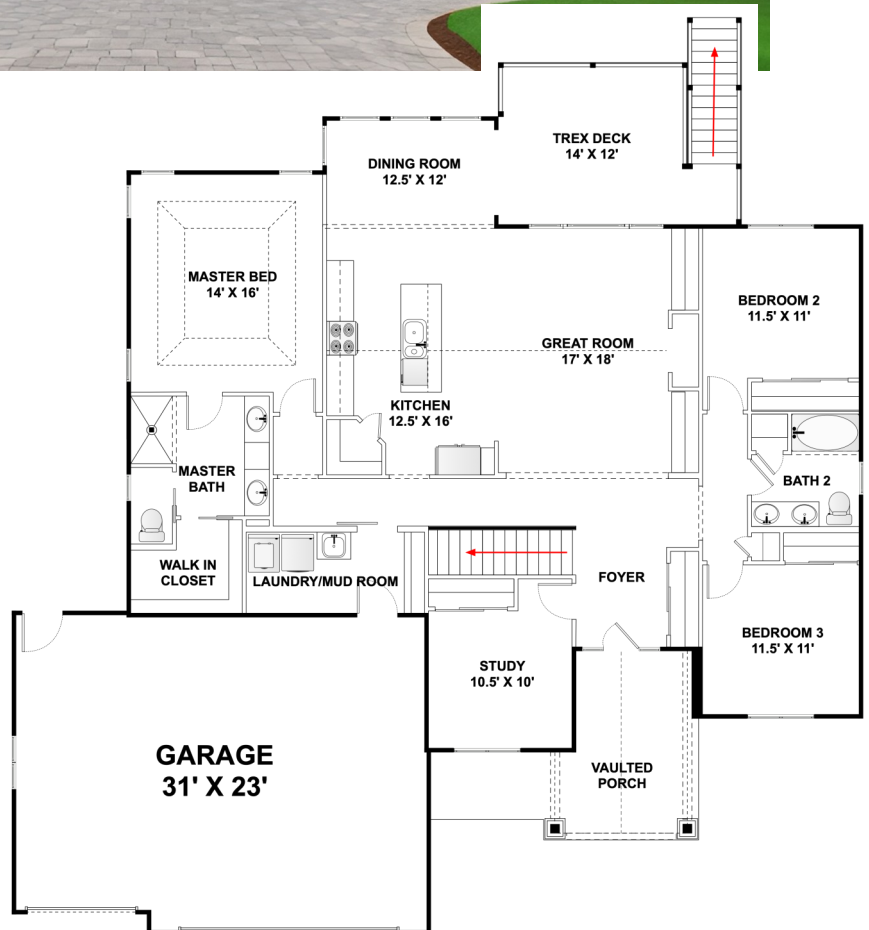 TREX DECK
14' X 12'
DINING ROOM
12.5' X 12'
MASTER BED
14' X 16'
BEDROOM 2
11.5' X 11'
GREAT ROOM
17' X 18'
KITCHEN
12.5' X 16'
MASTER
BATH
BATH 2
WALK IN
CLOSET
LAUNDRY/MUD ROOM
FOYER
BEDROOM 3
11.5' X 11'
STUDY
10.5' X 10'
GARAGE
31' X 23'
VAULTED
PORCH